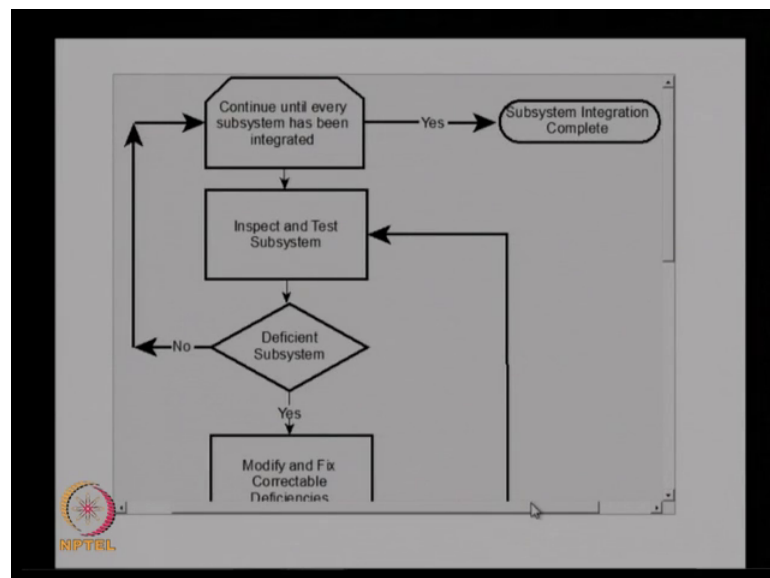 Continue until every
subsystem has been
integrated
Yes
Subsystem Integration
Complete
Inspect and Test
Subsystem
Deficient
Subsystem
No
Yes
Modify and Fix
Correctable
Deficiencies
NPTEL